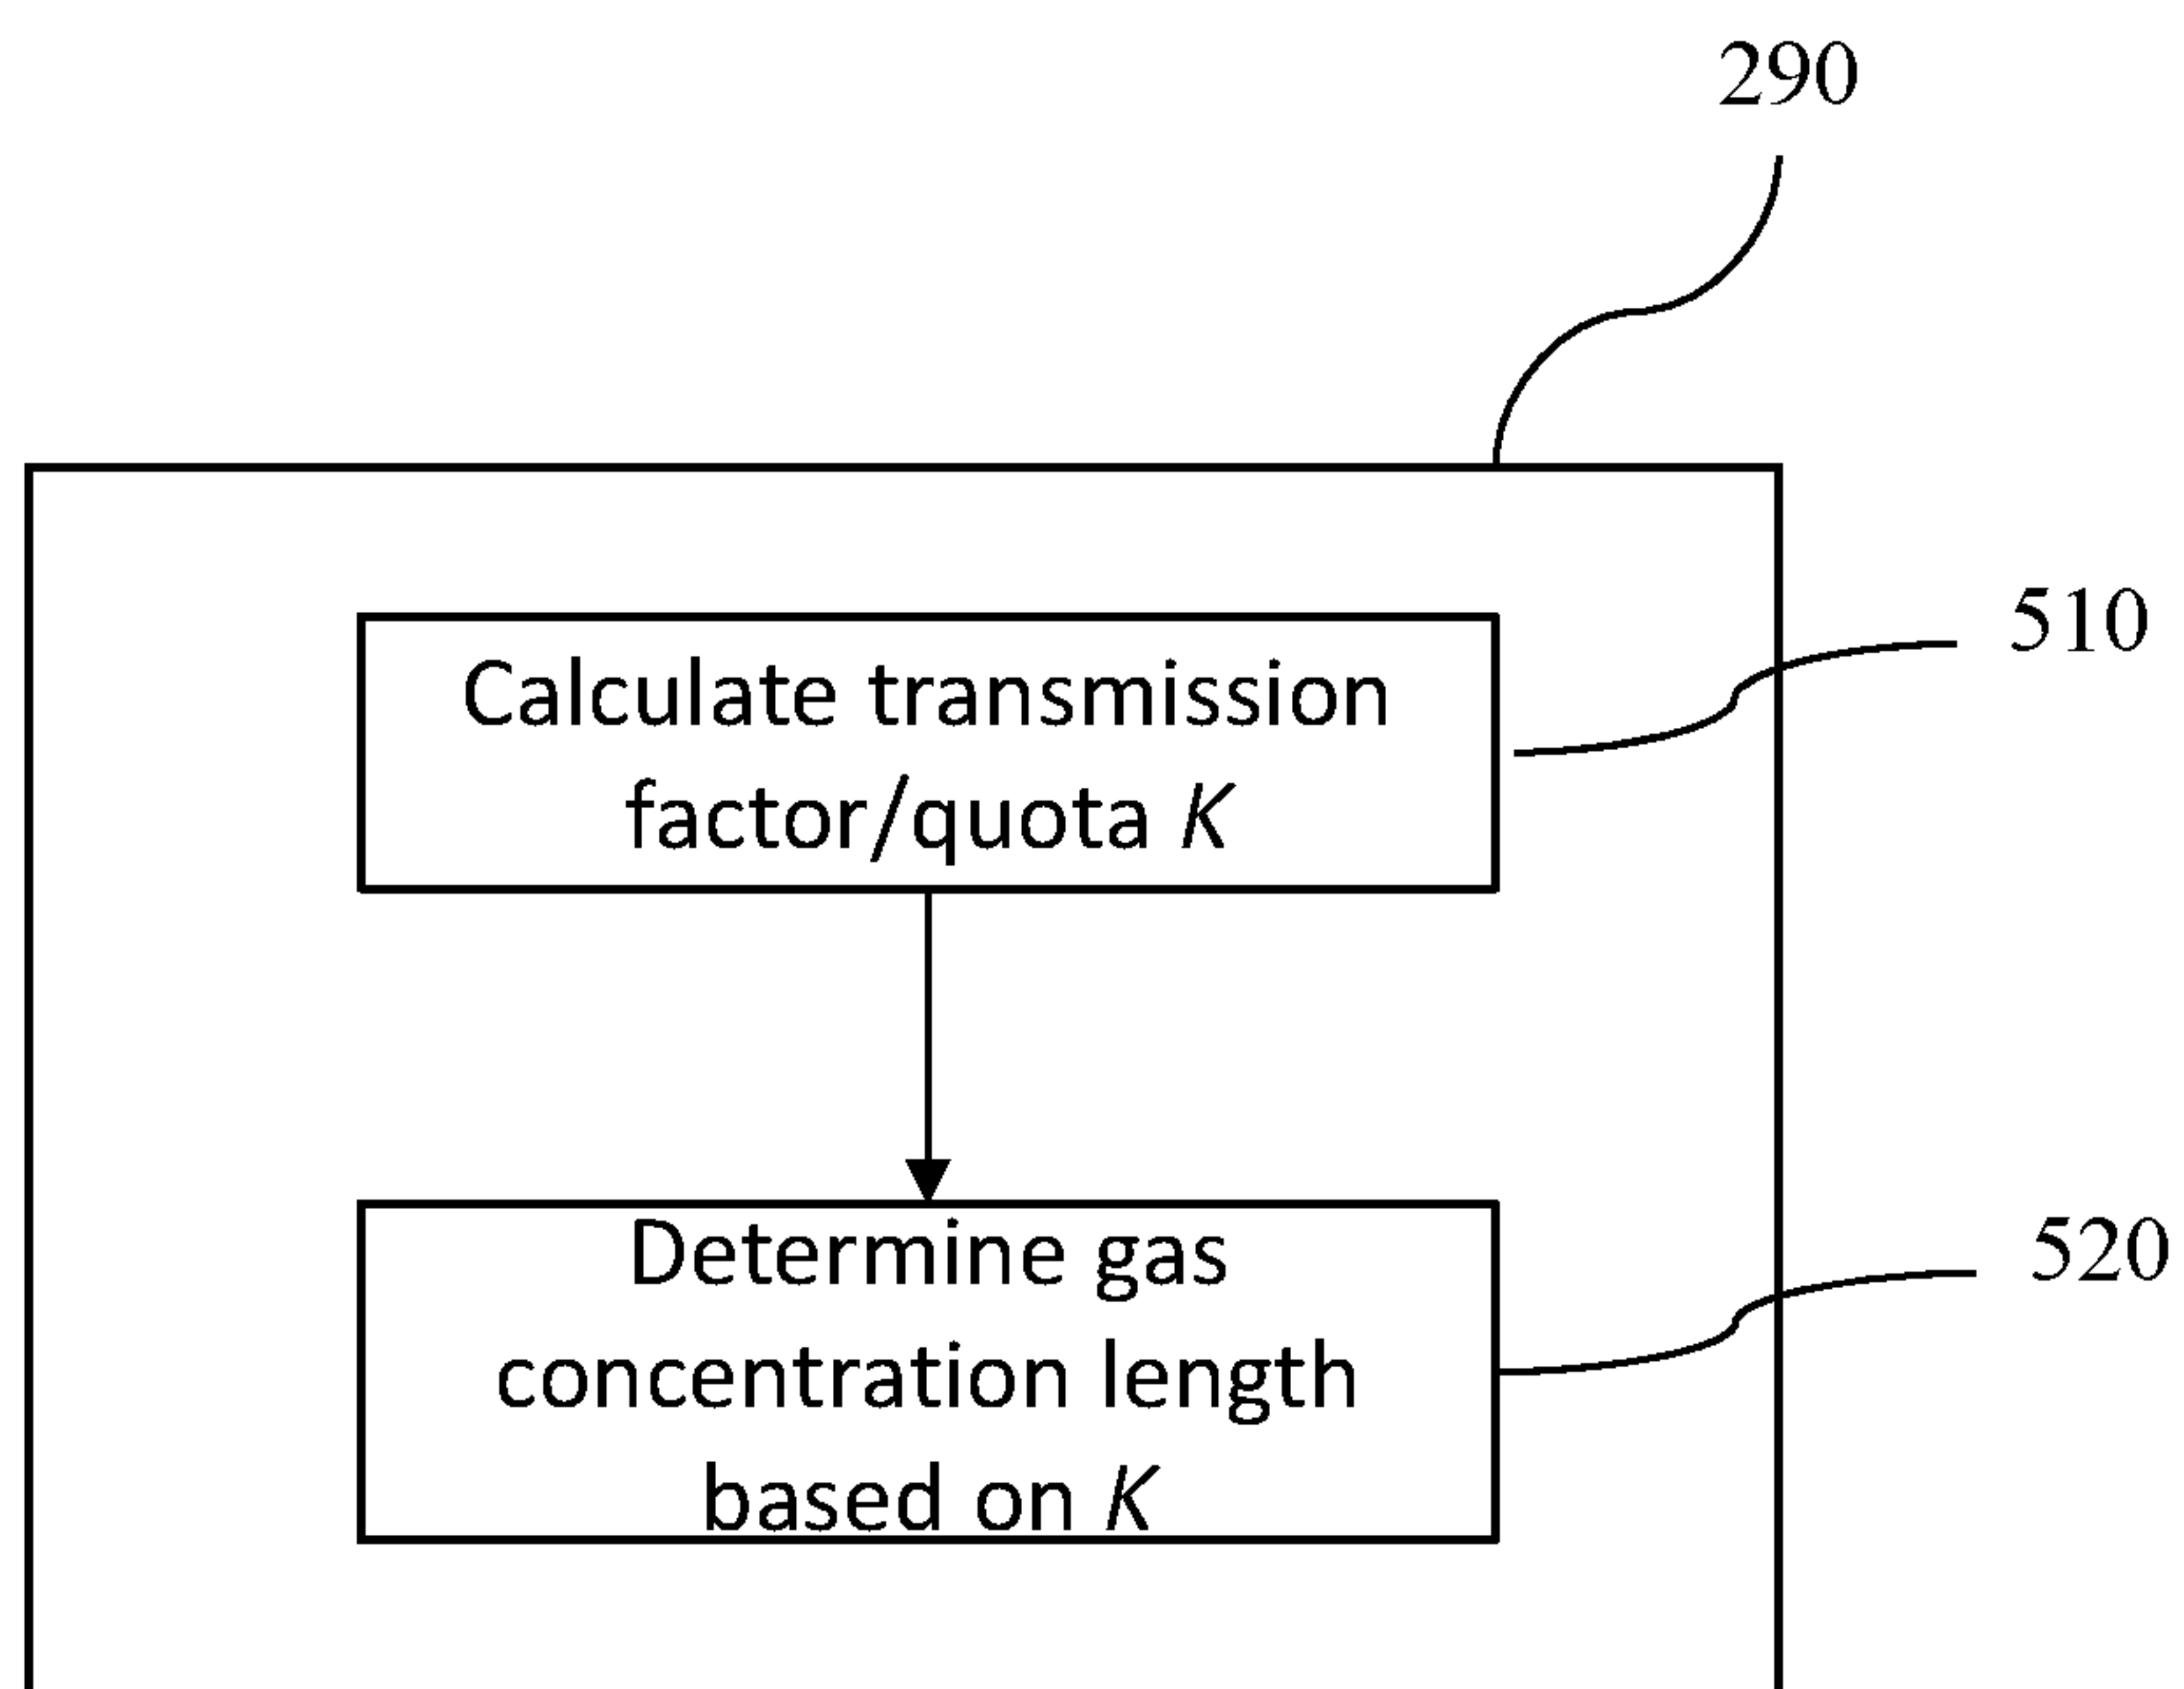 290
Calculate transmission
factor/quota K
510
Determine gas
concentration length
based on K
520